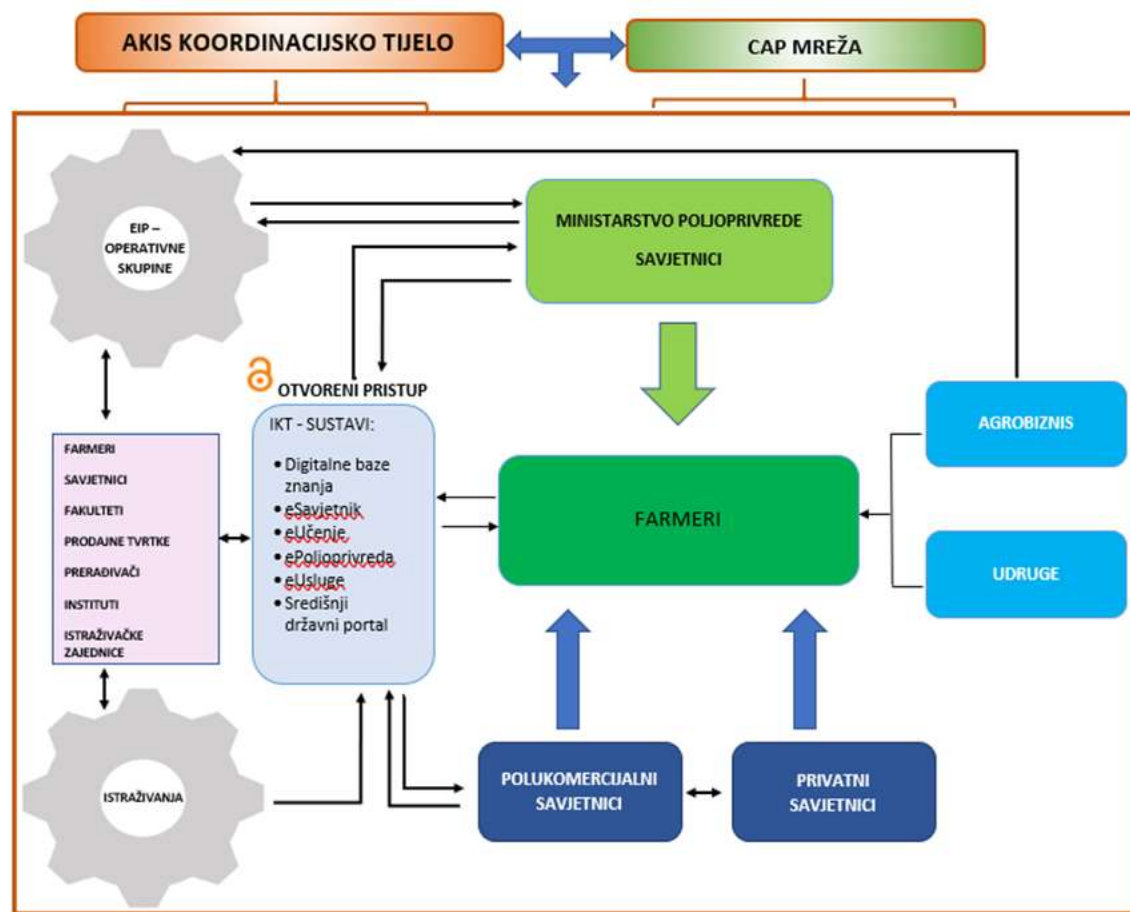 AKIS KOORDINACIJSKO TIJELO
CAP MREŽA
EIP –
OPERATIVNE
SKUPINE
MINISTARSTVO POLJOPRIVREDE
SAVJETNICI
OTVORENI PRISTUP
IKT - SUSTAVI:
• Digitalne baze
znanja
• eSavjetnik
• eUčenje
• ePoljoprivreda
• eUsluge
• Središnji
državni portal
FARMERI
SAVJETNICI
FAKULTETI
PRODAJNE TVRTKE
PRERAĐIVAČI
INSTITUTI
ISTRAŽIVAČKE
ZAJEDNICE
FARMERI
AGROBIZNIS
UDRUGE
ISTRAŽIVANJA
POLUKOMERCIJALNI
SAVJETNICI
PRIVATNI
SAVJETNICI